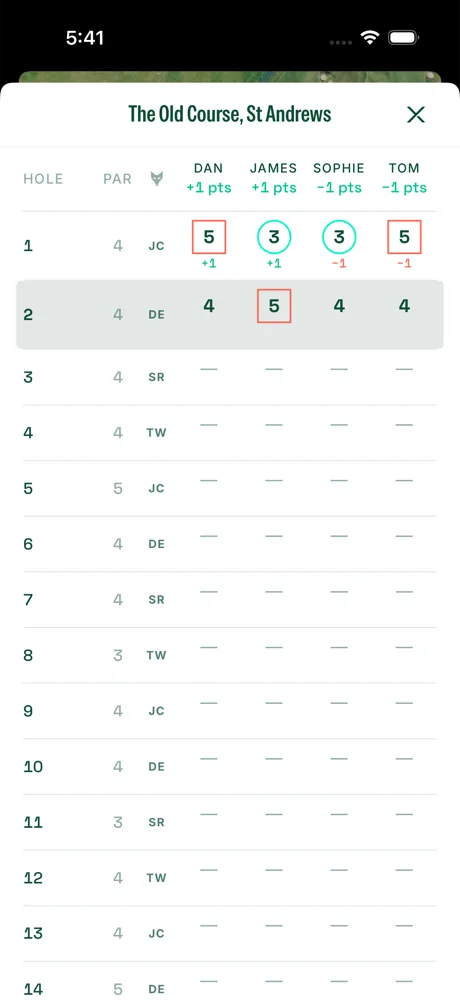 5:41
The Old Course, St Andrews
HOLE PAR DAN JAMES SOPHIE TOM
+1 pts +1 pts -1 pts -1 pts
1 4 JC 5 3 3 5
+1 +1 -1 -1
2 4 DE 4 5 4 4
3 4 SR — — — —
4 4 TW — — — —
5 5 JC — — — —
6 4 DE — — — —
7 4 SR — — — —
8 3 TW — — — —
9 4 JC — — — —
10 4 DE — — — —
11 3 SR — — — —
12 4 TW — — — —
13 4 JC — — — —
14 5 DE — — — —